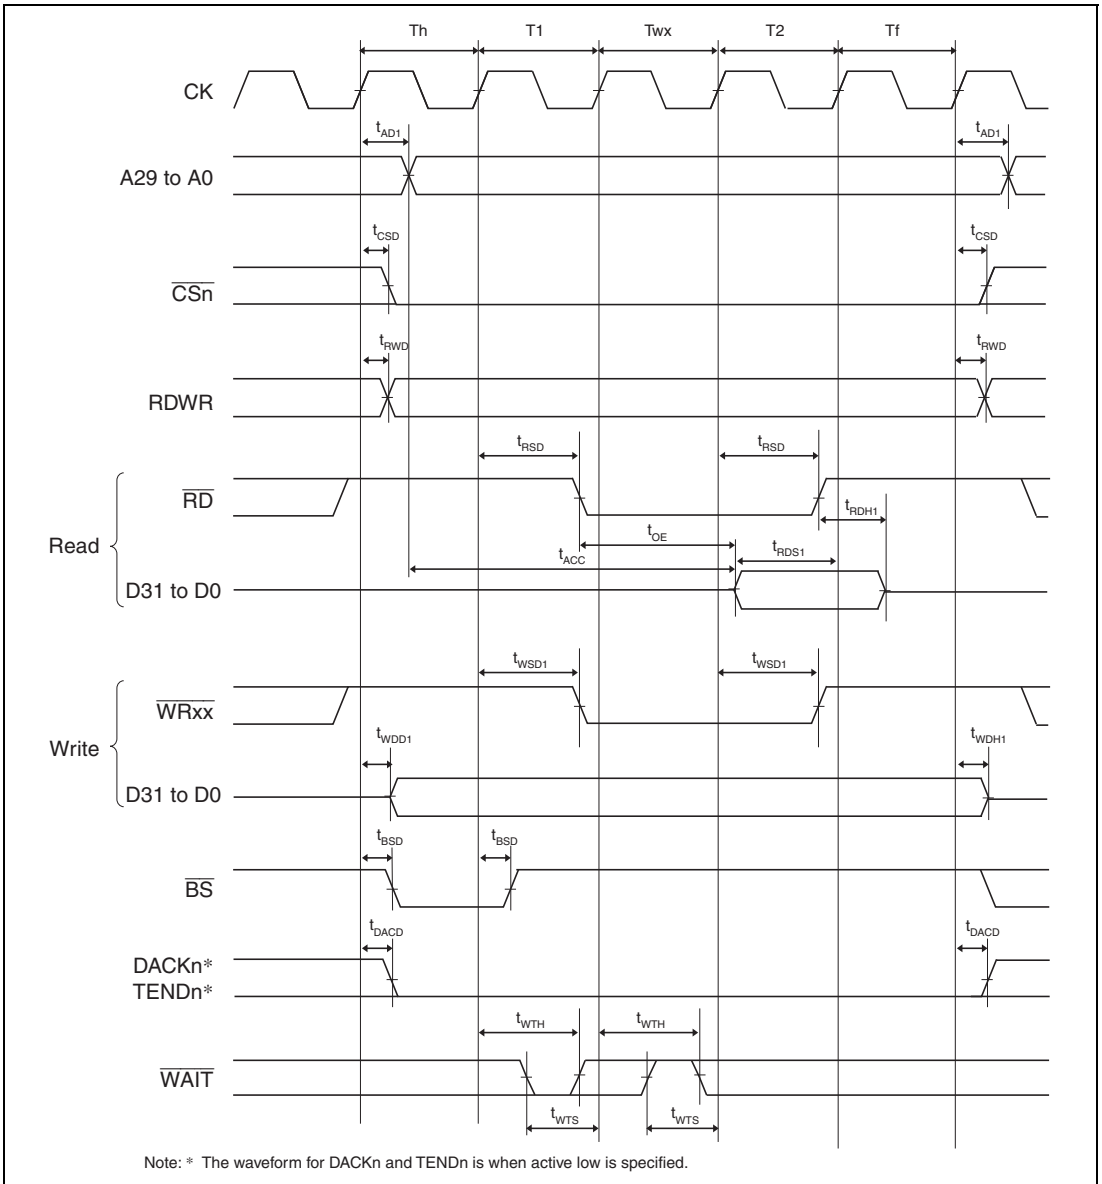 Th T1 Twx T2 Tf
CK
tAD1 tAD1
A29 to A0
tCSD tCSD
CSn
tRWD tRWD
RDWR
tRSD tRSD
RD
tRDH1
Read
tOE
tACC tRDS1
D31 to D0
tWSD1 tWSD1
WRxx
Write
tWDD1 tWDH1
D31 to D0
tBSD tBSD
BS
tDACD tDACD
DACKn*
TENDn*
tWTH tWTH
WAIT
tWTS tWTS
Note: * The waveform for DACKn and TENDn is when active low is specified.